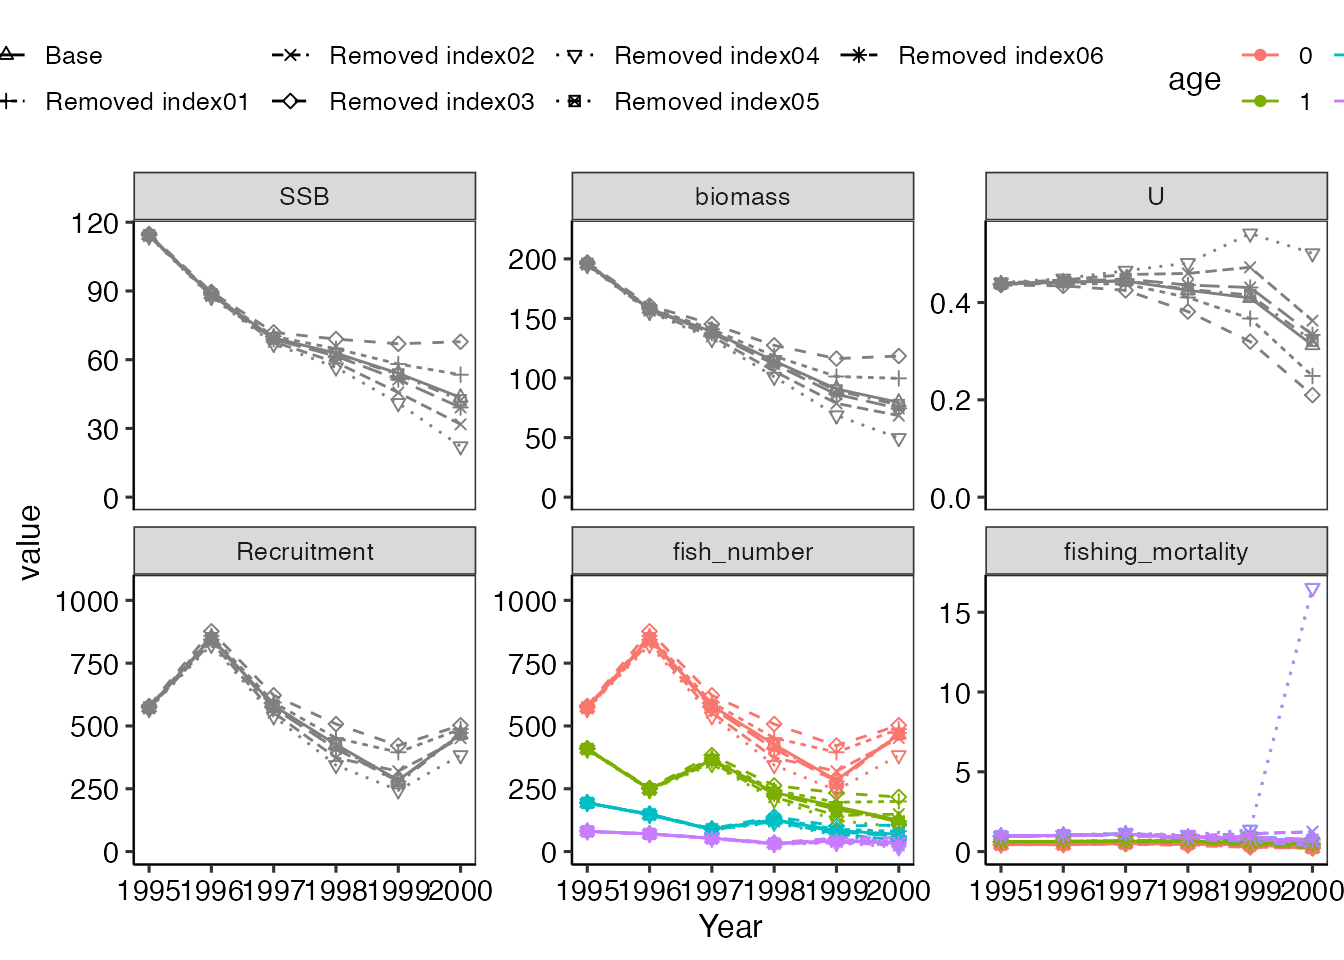 Base
Removed index02
Removed index04
Removed index06
Removed index01
Removed index03
Removed index05
age
0
1
SSB
biomass
U
120
90
60
30
0
200
150
100
50
0
0.4
0.2
0.0
value
Recruitment
fish_number
fishing_mortality
1000
750
500
250
0
1000
750
500
250
0
15
10
5
0
1995 1996 1997 1998 1999 2000
1995 1996 1997 1998 1999 2000
1995 1996 1997 1998 1999 2000
Year